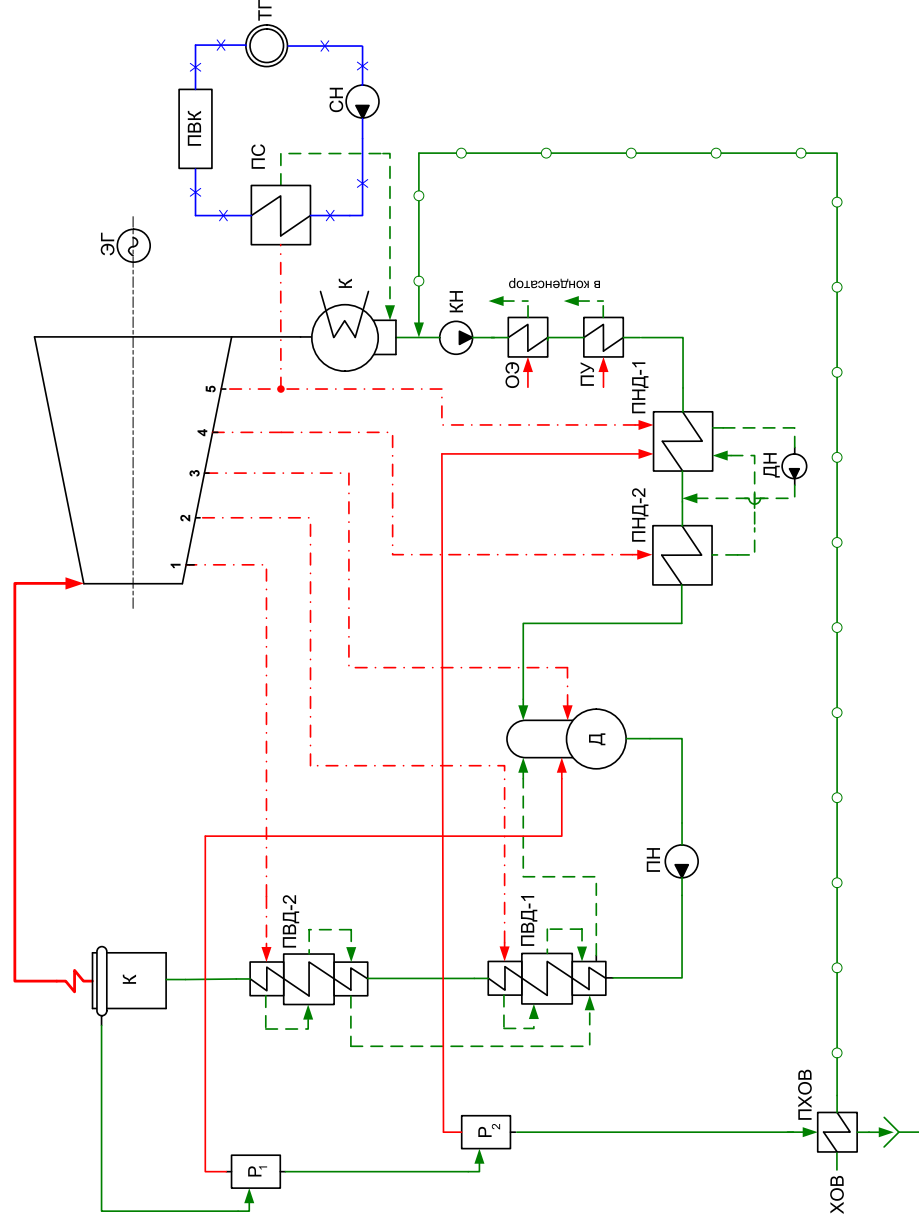 ТП
ПВК
СН
ПС
ЭГ
К
КН
в конденсатор
ОЭ
ПУ
5
4
3
2
1
ПНД-1
ДН
ПНД-2
Д
ПН
ПВД-2
ПВД-1
К
Р1
Р2
ПХОВ
ХОВ